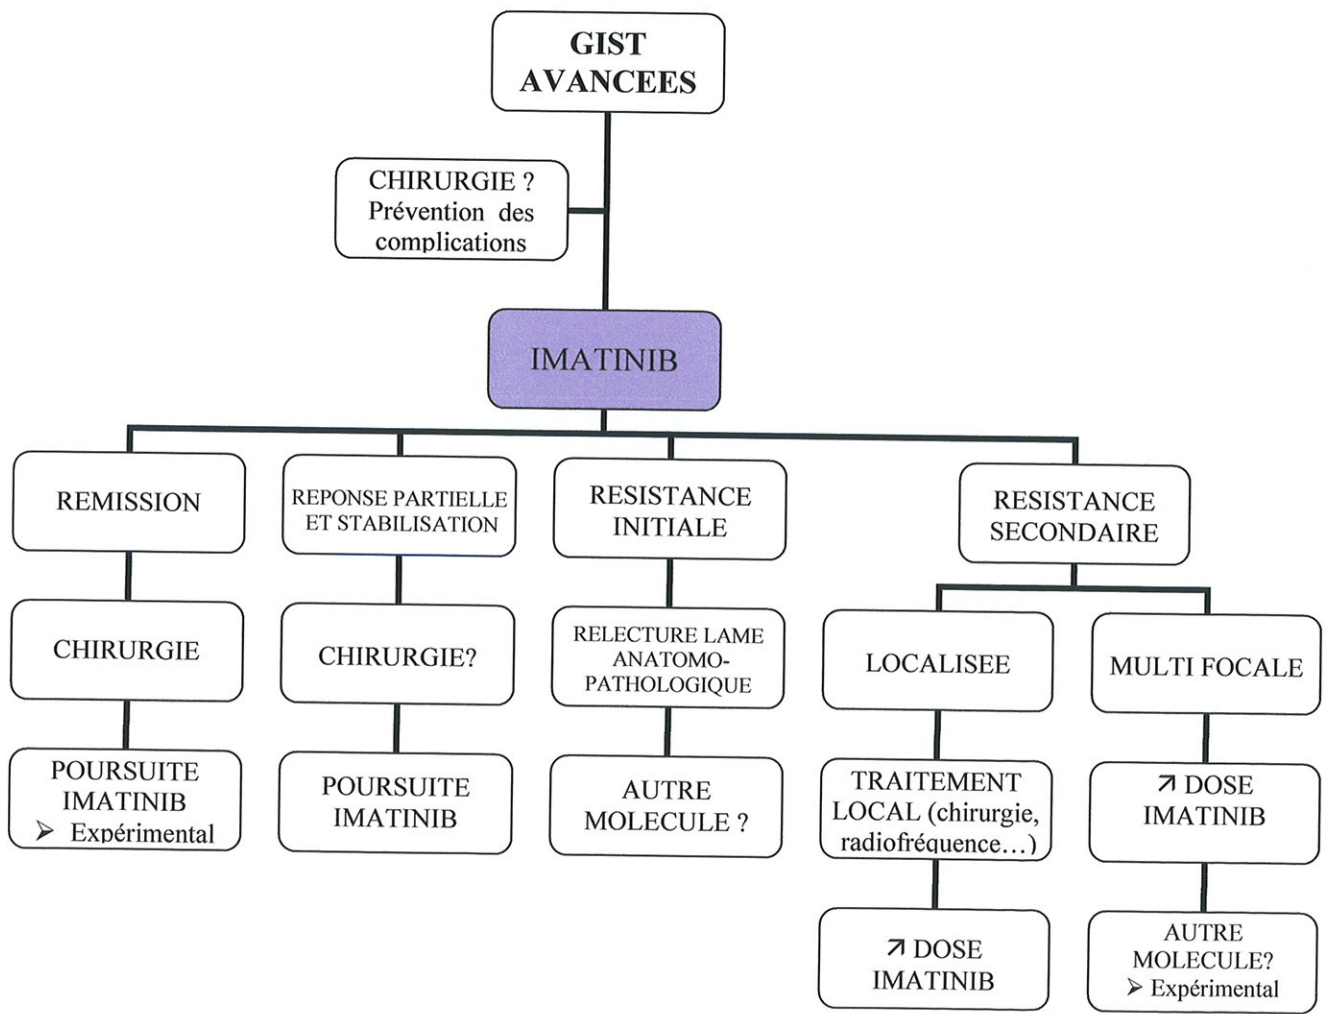 GIST
AVANCEES
CHIRURGIE ?
Prévention des
complications
IMATINIB
REMISSION
REPONSE PARTIELLE
ET STABILISATION
RESISTANCE
INITIALE
RESISTANCE
SECONDAIRE
CHIRURGIE
CHIRURGIE?
RELECTURE LAME
ANATOMO-
PATHOLOGIQUE
LOCALISEE
MULTI FOCALE
POURSUITE
IMATINIB
➢ Expérimental
POURSUITE
IMATINIB
AUTRE
MOLECULE ?
TRAITEMENT
LOCAL (chirurgie,
radiofréquence…)
↗ DOSE
IMATINIB
↗ DOSE
IMATINIB
AUTRE
MOLECULE?
➢ Expérimental